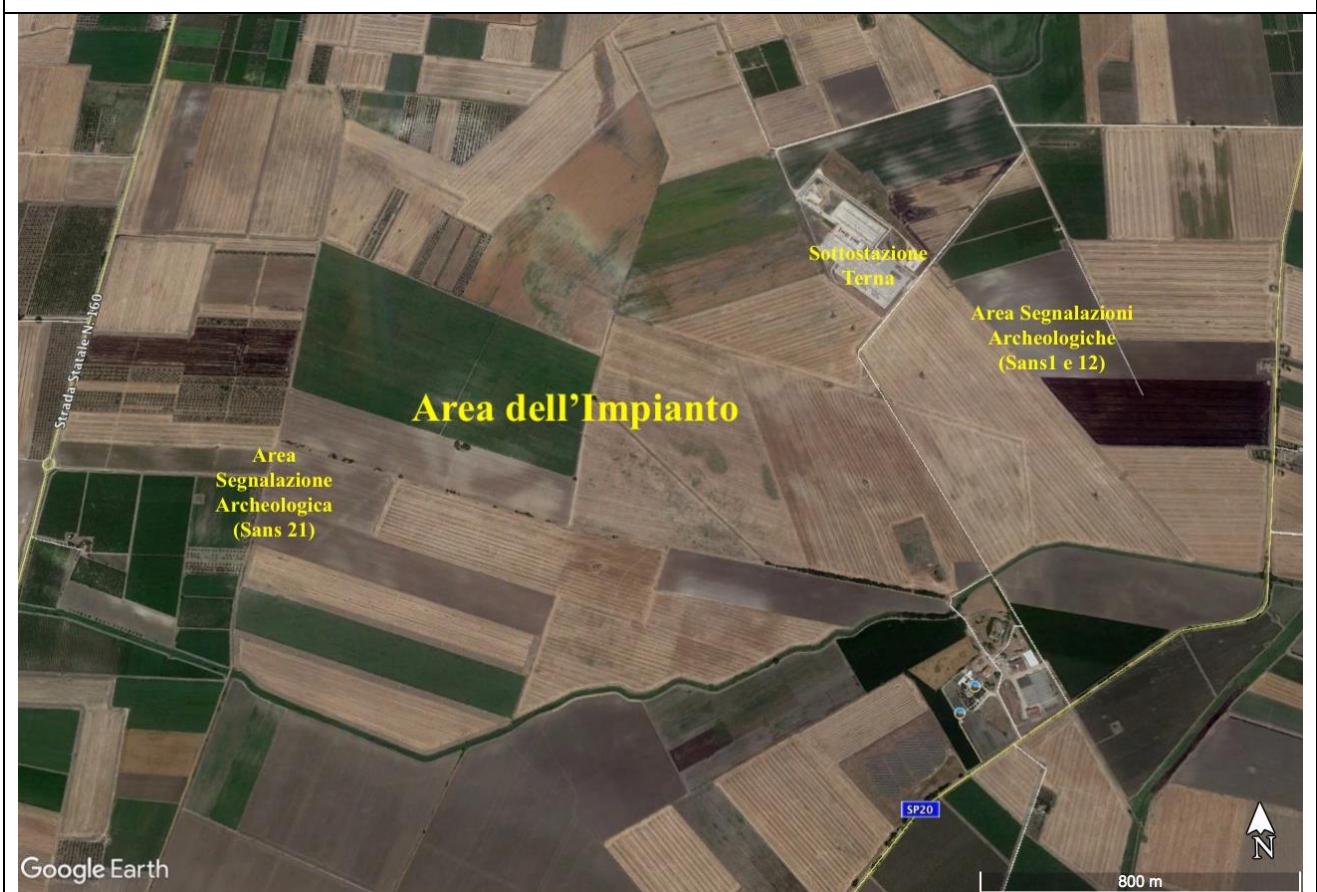 Sottostazione
Terna
Area Segnalazioni
Archeologiche
(Sans1 e 12)
Area dell’Impianto
Strada Statale N. 160
Area
Segnalazione
Archeologica
(Sans 21)
SP20
N
Google Earth
800 m